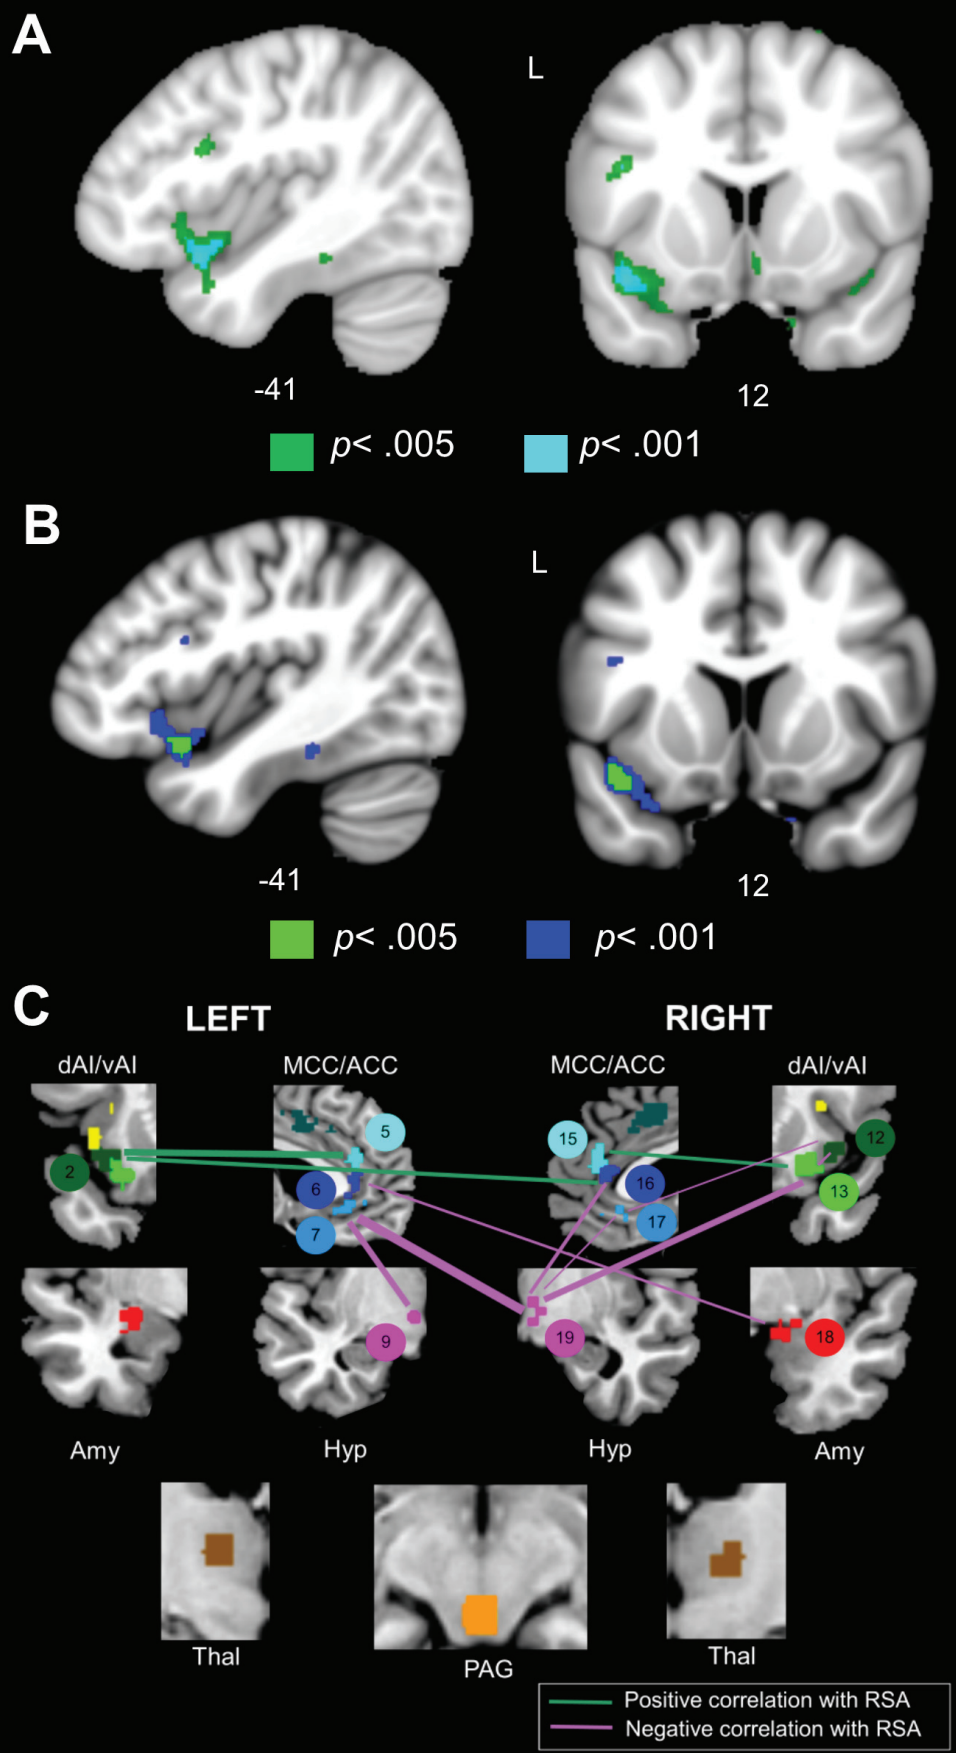 A
L
-41
12
p< .005
p< .001
B
L
-41
12
p< .005
p< .001
C
LEFT
RIGHT
dAI/vAI
MCC/ACC
MCC/ACC
dAI/vAI
5
15
12
2
6
16
13
7
17
9
19
18
Amy
Hyp
Hyp
Amy
Thal
PAG
Thal
Positive correlation with RSA
Negative correlation with RSA